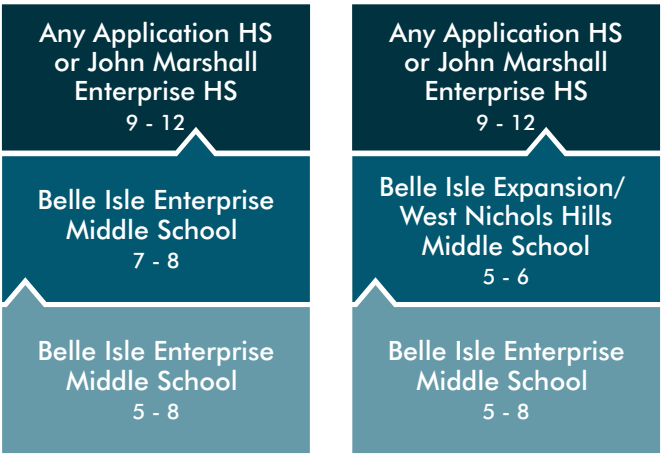 Any Application HS
or John Marshall
Enterprise HS
9 - 12
Belle Isle Enterprise
Middle School
7 - 8
Belle Isle Enterprise
Middle School
5 - 8
Any Application HS
or John Marshall
Enterprise HS
9 - 12
Belle Isle Expansion/
West Nichols Hills
Middle School
5 - 6
Belle Isle Enterprise
Middle School
5 - 8